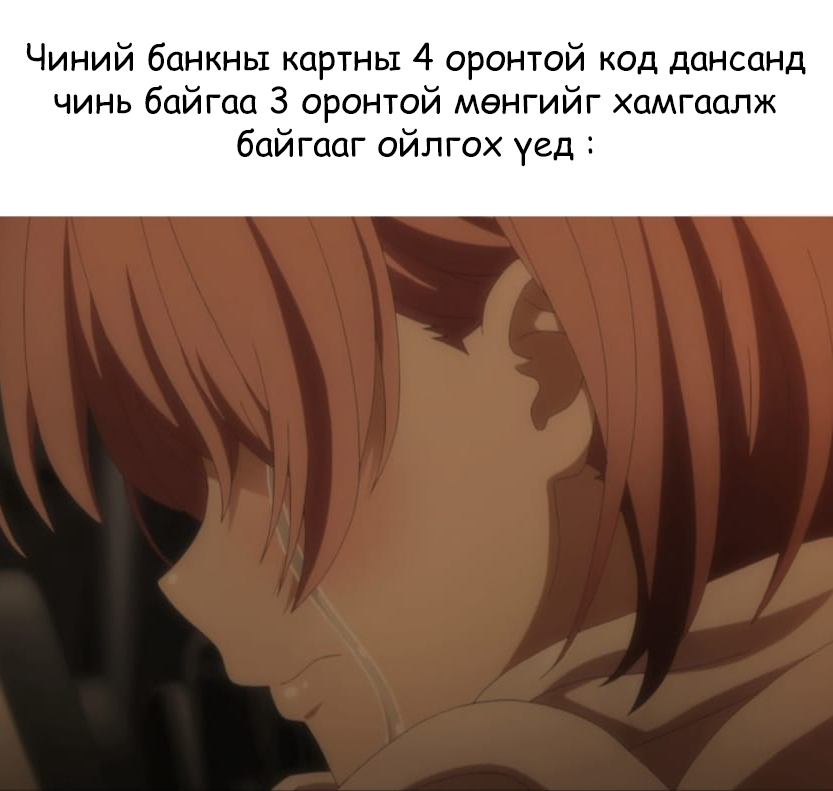 Чиний банкны картны 4 оронтой код дансанд
чинь байгаа 3 оронтой мөнгийг хамгаалж
байгааг ойлгох үед :